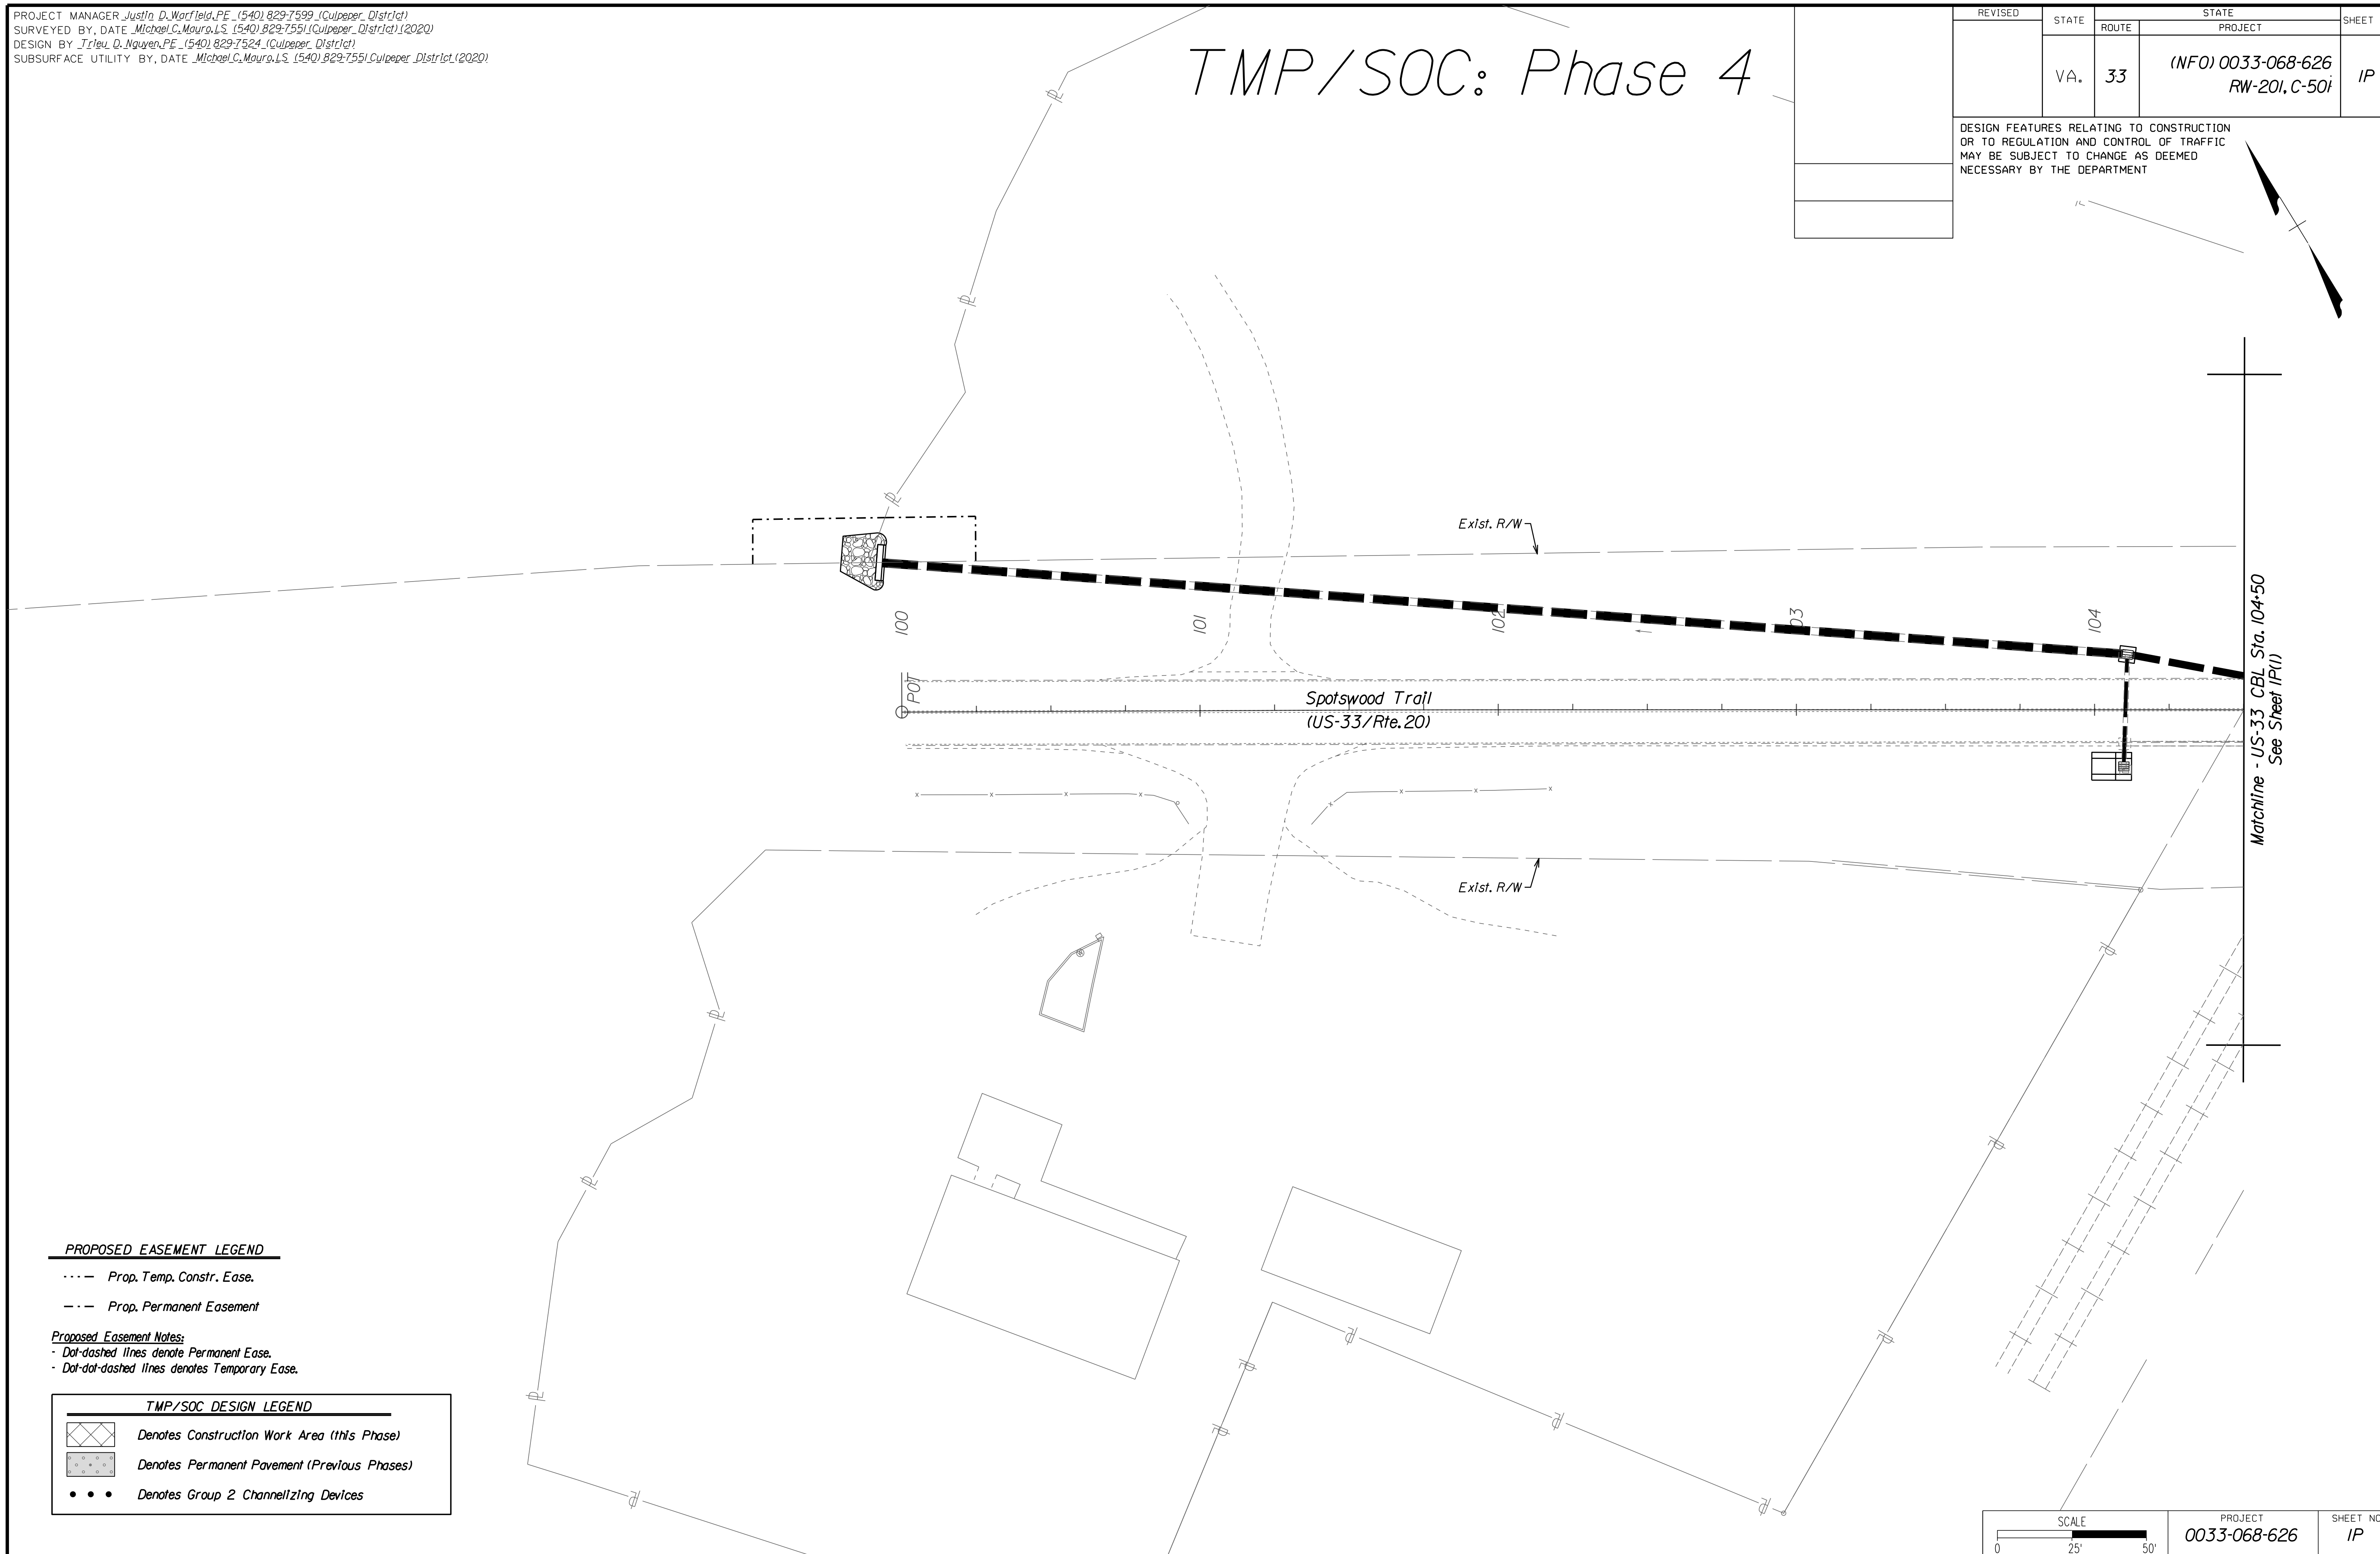 PROJECT MANAGER Justin D. Warfield, PE (540) 829-7599 (Culpeper District)
SURVEYED BY, DATE Michael C. Mauro, LS (540) 829-7551 (Culpeper District) (2020)
DESIGN BY Trieu D. Nguyen, PE (540) 829-7524 (Culpeper District)
SUBSURFACE UTILITY BY, DATE Michael C. Mauro, LS (540) 829-7551 Culpeper District (2020)
TMP/SOC: Phase 4
REVISED
STATE
STATE
SHEET
ROUTE
PROJECT
VA.
33
(NFO) 0033-068-626
RW-201, C-501
1P
DESIGN FEATURES RELATING TO CONSTRUCTION
OR TO REGULATION AND CONTROL OF TRAFFIC
MAY BE SUBJECT TO CHANGE AS DEEMED
NECESSARY BY THE DEPARTMENT
Exist. R/W
100
101
102
03
104
POT
Spotswood Trail
(US-33/Rte. 20)
Matchline - US-33 CBL Sta. 104+50
See Sheet 1P(1)
Exist. R/W
PROPOSED EASEMENT LEGEND
Prop. Temp. Constr. Ease.
Prop. Permanent Easement
Proposed Easement Notes:
- Dot-dashed lines denote Permanent Ease.
- Dot-dot-dashed lines denotes Temporary Ease.
TMP/SOC DESIGN LEGEND
Denotes Construction Work Area (this Phase)
Denotes Permanent Pavement (Previous Phases)
Denotes Group 2 Channelizing Devices
SCALE
0 25' 50'
PROJECT
0033-068-626
SHEET NO
1P